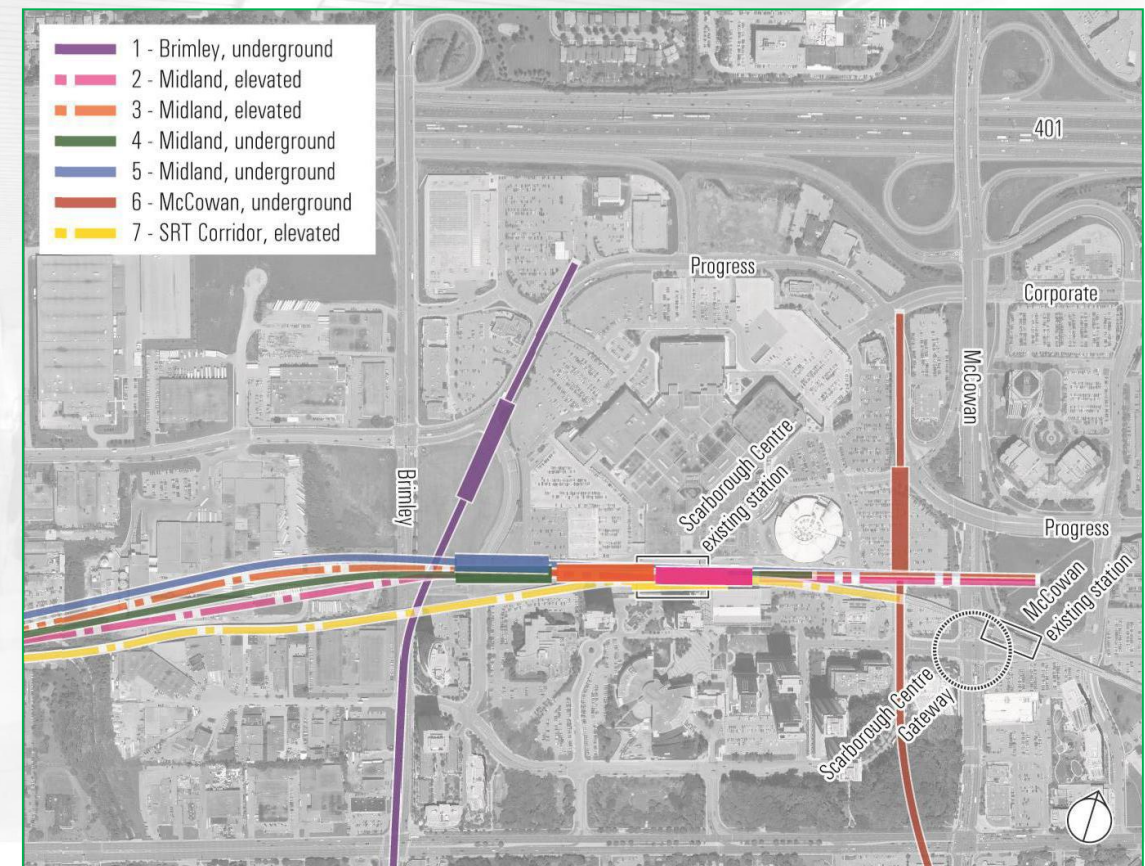 1 - Brimley, underground
2 - Midland, elevated
3 - Midland, elevated
4 - Midland, underground
5 - Midland, underground
6 - McCowan, underground
7 - SRT Corridor, elevated
401
Progress
Corporate
McCowan
Brimley
Scarborough Centre
existing station
Progress
McCowan
existing station
Scarborough Centre
Gateway